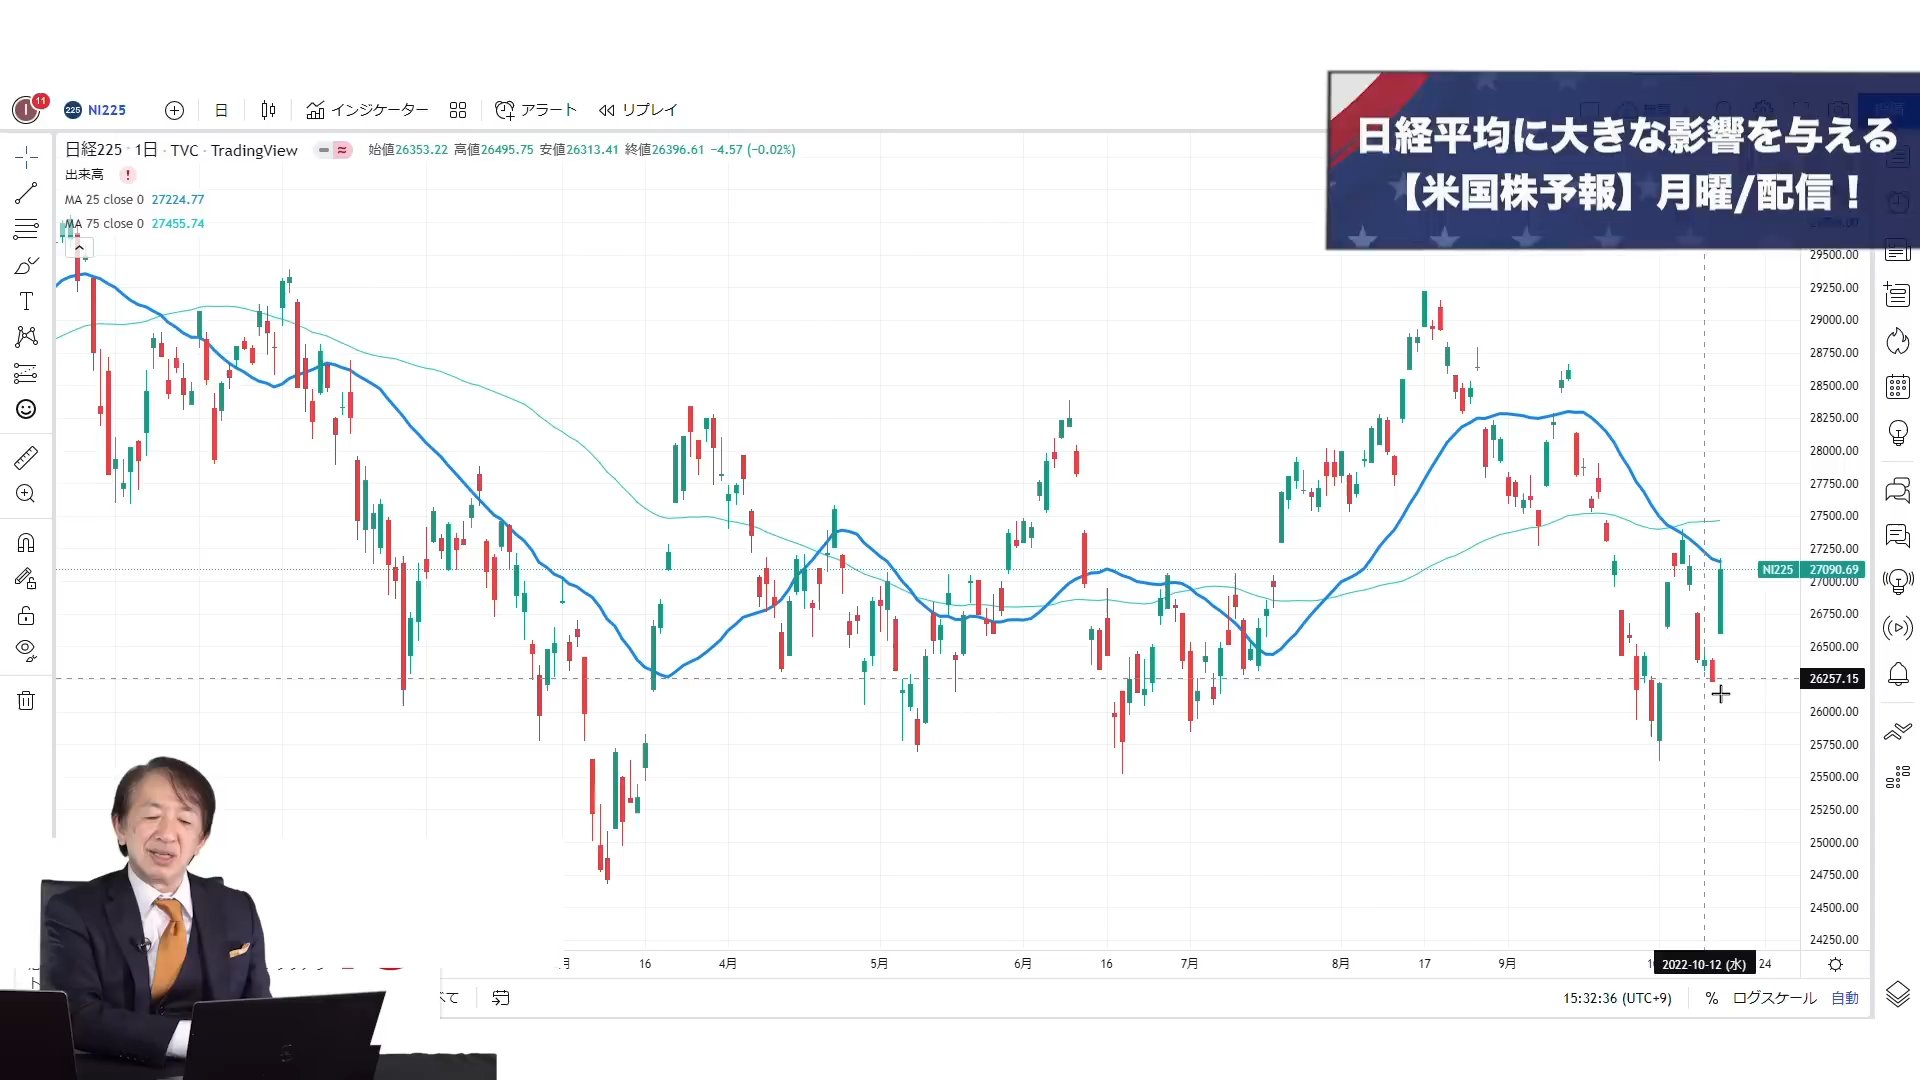 11
225 NI225
日
インジケーター
アラート
リプレイ
日経平均に大きな影響を与える
【米国株予報】月曜/配信！
日経225 · 1日 · TVC · TradingView
始値26353.22 高値26495.75 安値26313.41 終値26396.61 −4.57 (−0.02%)
出来高
MA 25 close 0 27224.77
MA 75 close 0 27455.74
29500.00
29250.00
29000.00
28750.00
28500.00
28250.00
28000.00
27750.00
27500.00
27250.00
NI225 27090.69
27000.00
26750.00
26500.00
26257.15
26000.00
25750.00
25500.00
25250.00
25000.00
24750.00
24500.00
24250.00
16 4月 5月 6月 16 7月 8月 17 9月 2022-10-12 (水) 24
15:32:36 (UTC+9) % ログスケール 自動